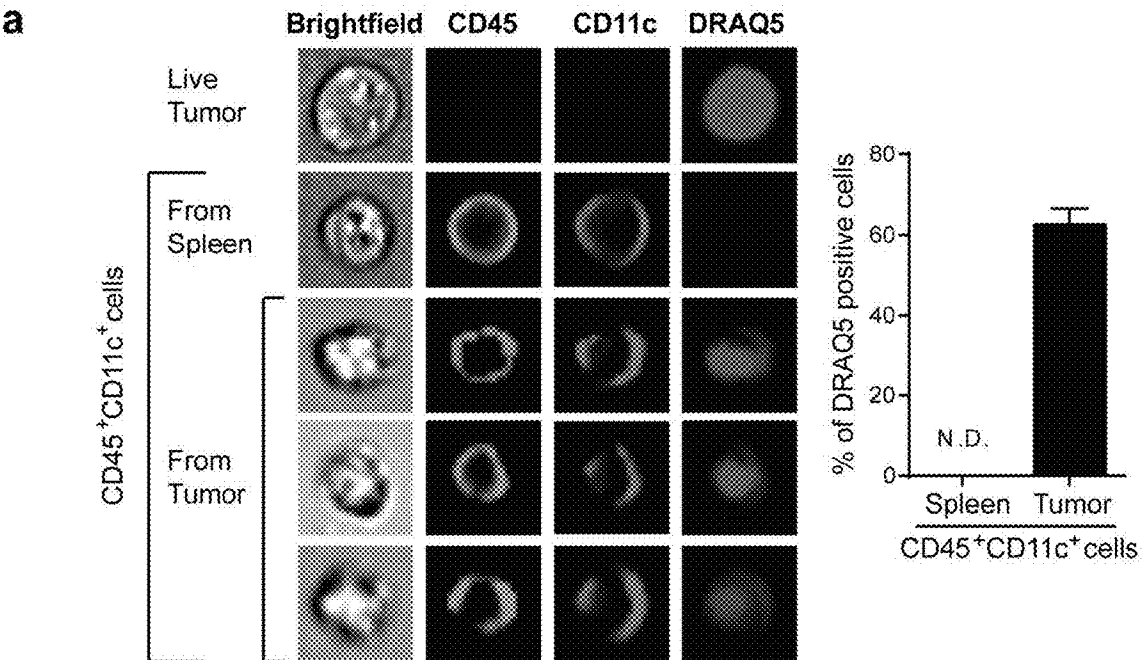 a
Brightfield CD45 CD11c DRAQ5
Live
Tumor
From
Spleen
From
Tumor
CD45⁺CD11c⁺cells
% of DRAQ5 positive cells
80
60
40
20
0
N.D.
Spleen Tumor
CD45⁺CD11c⁺cells